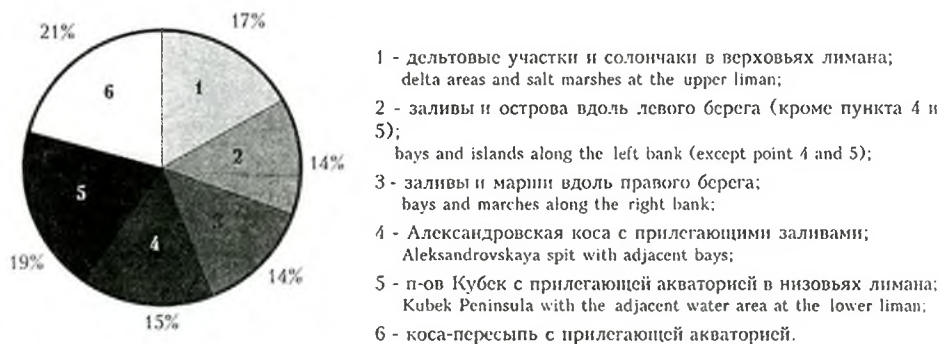 21%
17%
6
1
2
14%
5
3
4
19%
14%
15%
1 - дельтовые участки и солончаки в верховьях лимана;
delta areas and salt marshes at the upper liman;
2 - заливы и острова вдоль левого берега (кроме пункта 4 и
5);
bays and islands along the left bank (except point 4 and 5);
3 - заливы и марши вдоль правого берега;
bays and marches along the right bank;
4 - Александровская коса с прилегающими заливами;
Aleksandrovskaya spit with adjacent bays;
5 - п-ов Кубек с прилегающей акваторией в низовьях лимана;
Kubek Peninsula with the adjacent water area at the lower liman;
6 - коса-пересыпь с прилегающей акваторией.